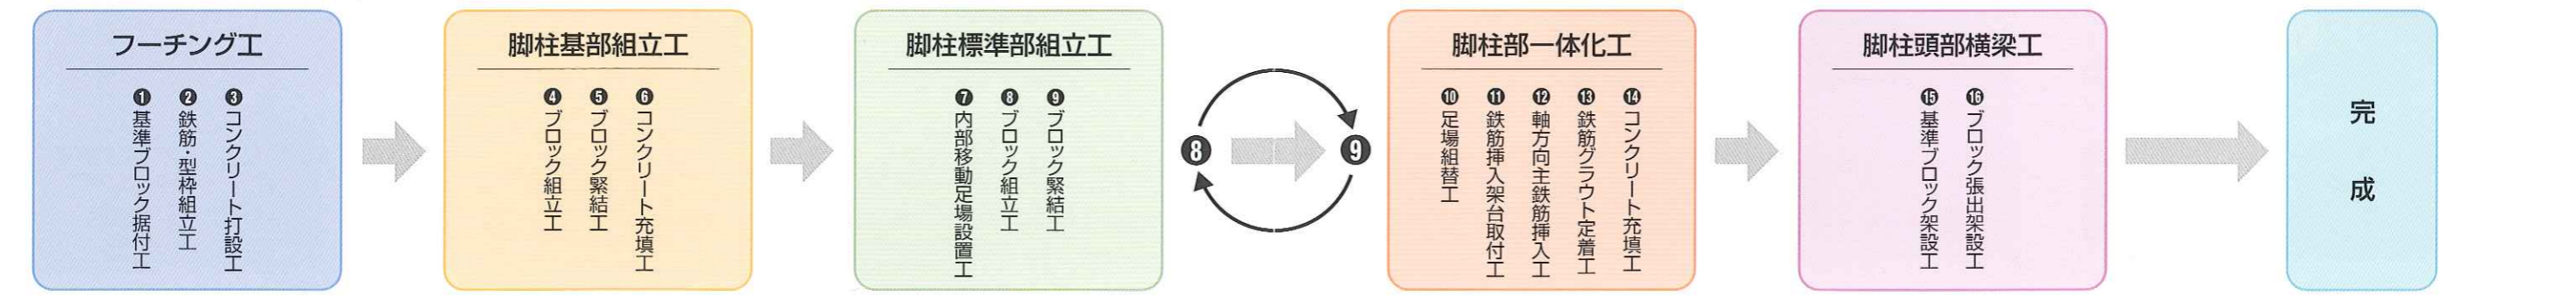 フーチング工
❶基準ブロック据付工
❷鉄筋・型枠組立工
❸コンクリート打設工
脚柱基部組立工
❹ブロック組立工
❺ブロック緊結工
❻コンクリート充填工
脚柱標準部組立工
❼内部移動足場設置工
❽ブロック組立工
❾ブロック緊結工
❽
❾
脚柱部一体化工
❿足場組替工
⓫鉄筋挿入架台取付工
⓬軸方向主鉄筋挿入工
⓭鉄筋グラウト定着工
⓮コンクリート充填工
脚柱頭部横梁工
⓯基準ブロック架設工
⓰ブロック張出架設工
完成